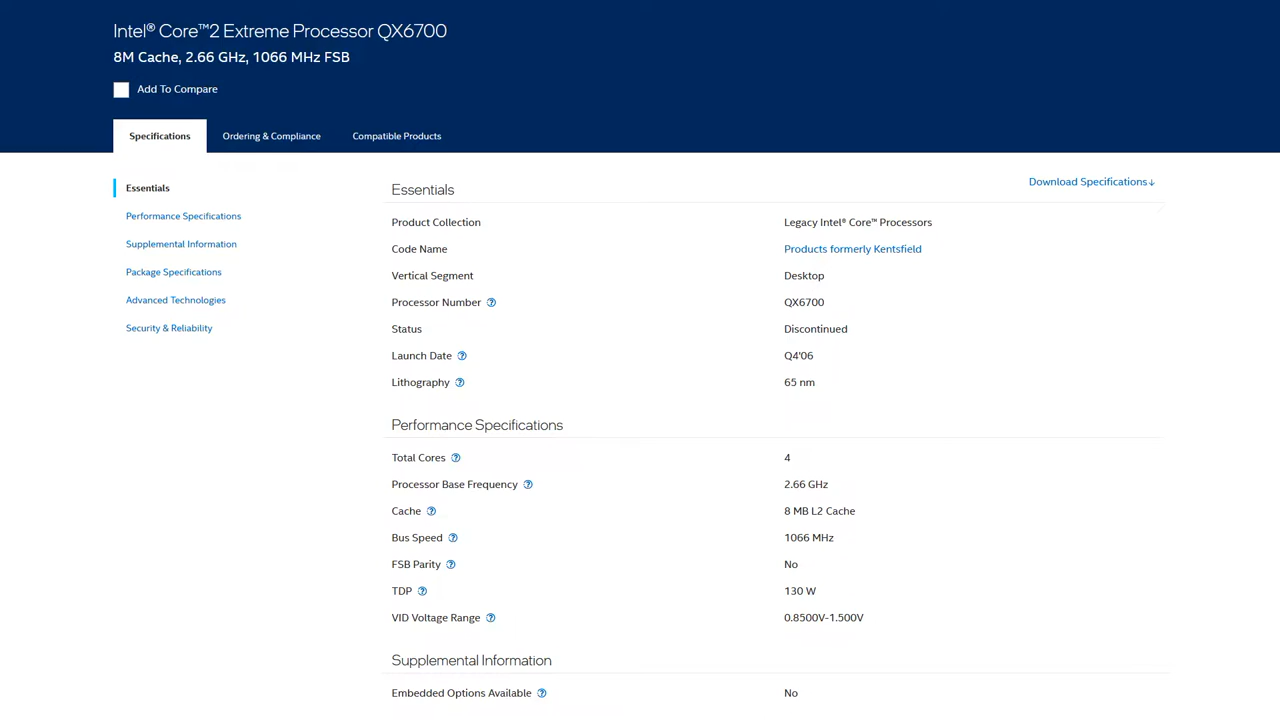 Intel® Core™2 Extreme Processor QX6700
8M Cache, 2.66 GHz, 1066 MHz FSB
Add To Compare
Specifications
Ordering & Compliance
Compatible Products
Essentials
Performance Specifications
Supplemental Information
Package Specifications
Advanced Technologies
Security & Reliability
Essentials
Download Specifications↓
Product Collection Legacy Intel® Core™ Processors
Code Name Products formerly Kentsfield
Vertical Segment Desktop
Processor Number ? QX6700
Status Discontinued
Launch Date ? Q4'06
Lithography ? 65 nm
Performance Specifications
Total Cores ? 4
Processor Base Frequency ? 2.66 GHz
Cache ? 8 MB L2 Cache
Bus Speed ? 1066 MHz
FSB Parity ? No
TDP ? 130 W
VID Voltage Range ? 0.8500V-1.500V
Supplemental Information
Embedded Options Available ? No